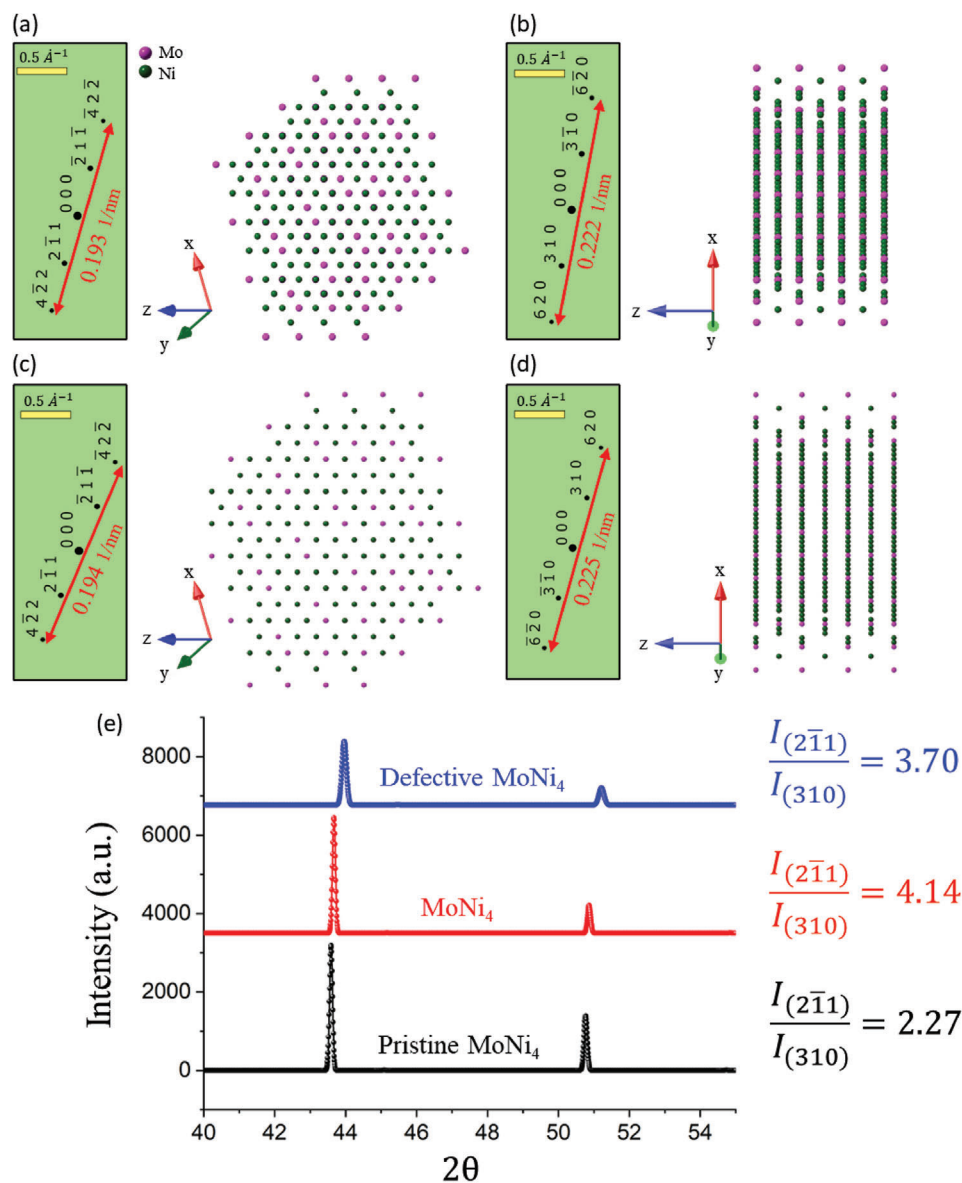 (a)
0.5 Å⁻¹
4̅ 2 2̅
2̅ 1 1̅
0 0 0
2 1̅ 1
4 2̅ 2
0.193 1/nm
Mo
Ni
x
z
y
(b)
0.5 Å⁻¹
6̅ 2̅ 0
3̅ 1̅ 0
0 0 0
3 1 0
6 2 0
0.222 1/nm
x
z
y
(c)
0.5 Å⁻¹
4̅ 2 2̅
2̅ 1 1̅
0 0 0
2 1̅ 1
4 2̅ 2
0.194 1/nm
x
z
y
(d)
0.5 Å⁻¹
6 2 0
3 1 0
0 0 0
3̅ 1̅ 0
6̅ 2̅ 0
0.225 1/nm
x
z
y
(e)
Intensity (a.u.)
8000
6000
4000
2000
0
Defective MoNi₄
MoNi₄
Pristine MoNi₄
40 42 44 46 48 50 52 54
2θ
I₍₂1̅₁₎/I₍₃₁₀₎ = 3.70
I₍₂1̅₁₎/I₍₃₁₀₎ = 4.14
I₍₂1̅₁₎/I₍₃₁₀₎ = 2.27